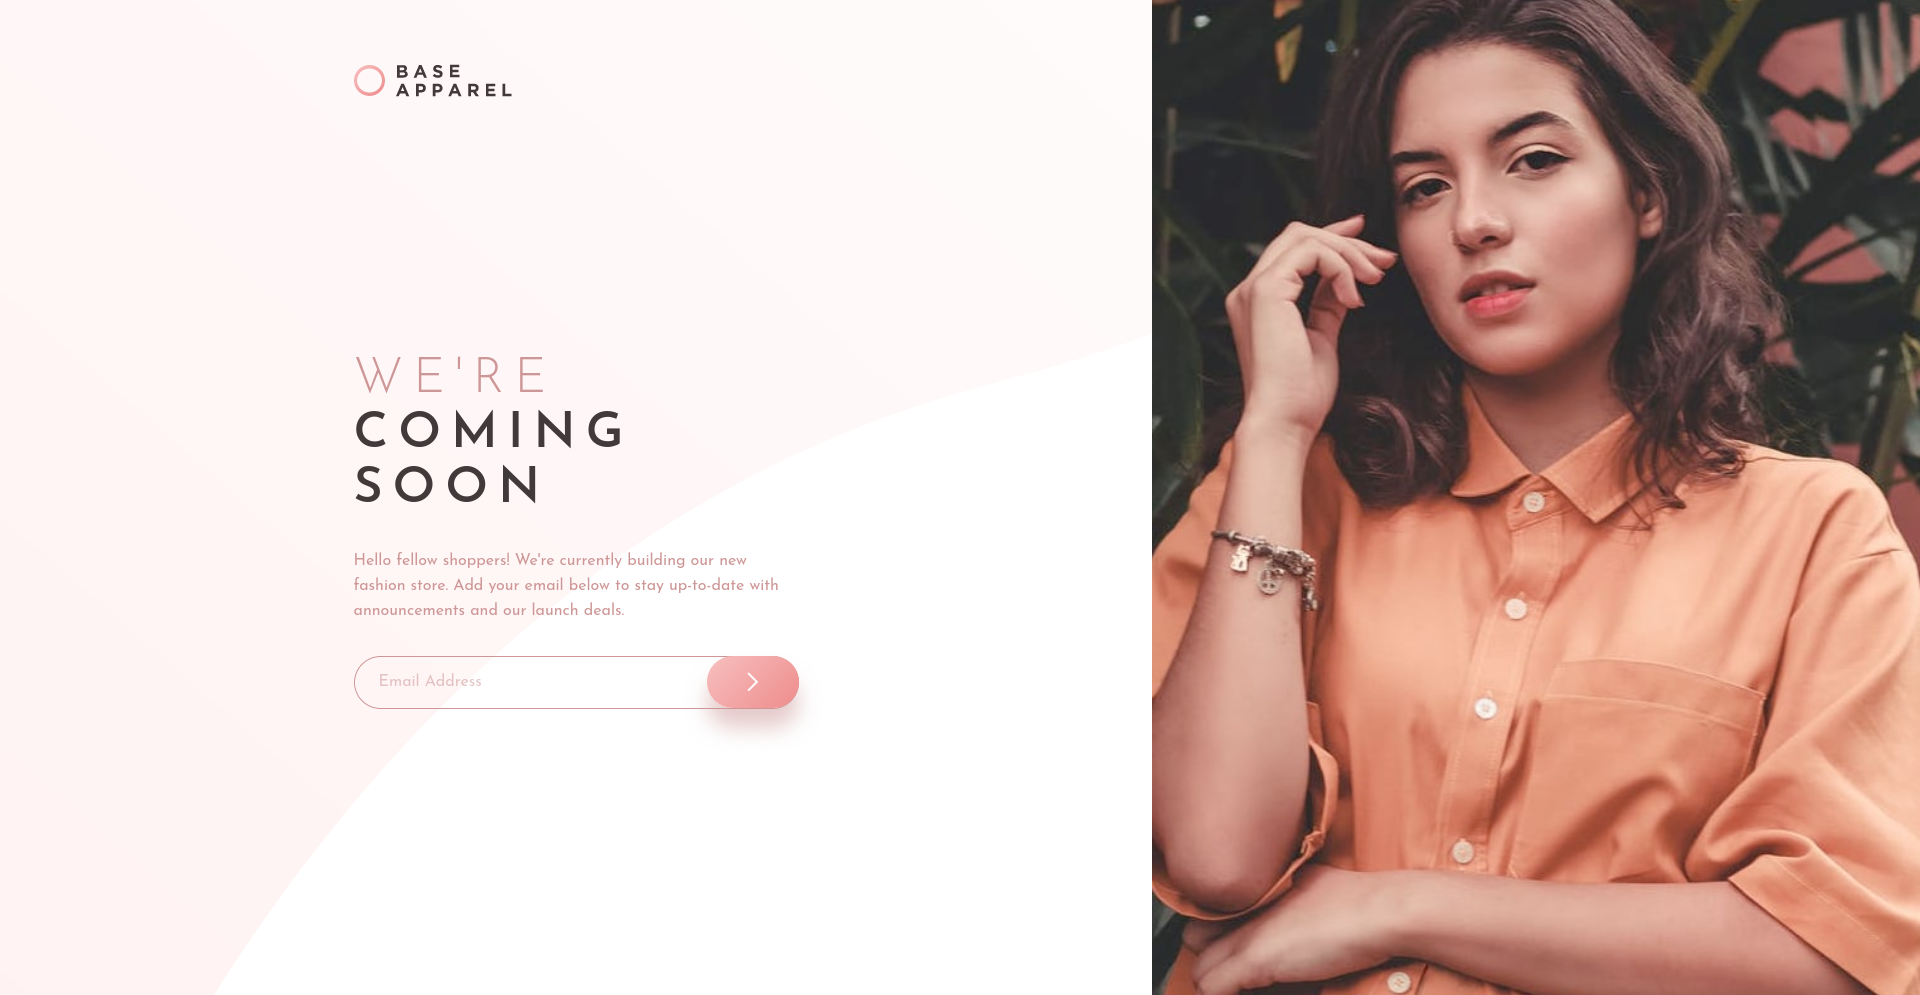 BASE
APPAREL
WE'RE
COMING
SOON
Hello fellow shoppers! We're currently building our new
fashion store. Add your email below to stay up-to-date with
announcements and our launch deals.
Email Address